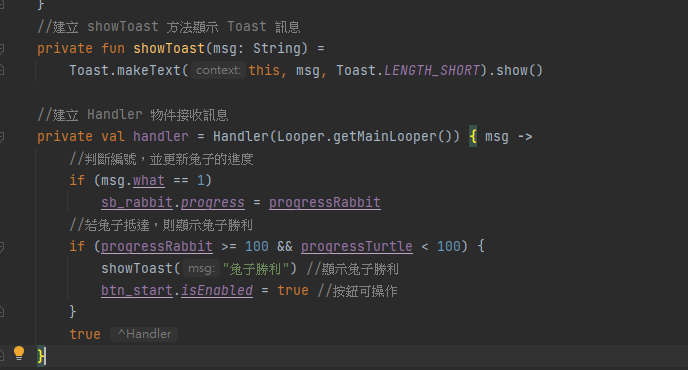 }
//建立 showToast 方法顯示 Toast 訊息
private fun showToast(msg: String) =
Toast.makeText( context: this, msg, Toast.LENGTH_SHORT).show()
//建立 Handler 物件接收訊息
private val handler = Handler(Looper.getMainLooper()) { msg ->
//判斷編號，並更新兔子的進度
if (msg.what == 1)
sb_rabbit.progress = progressRabbit
//若兔子抵達，則顯示兔子勝利
if (progressRabbit >= 100 && progressTurtle < 100) {
showToast( msg: "兔子勝利") //顯示兔子勝利
btn_start.isEnabled = true //按鈕可操作
}
true ^Handler
}